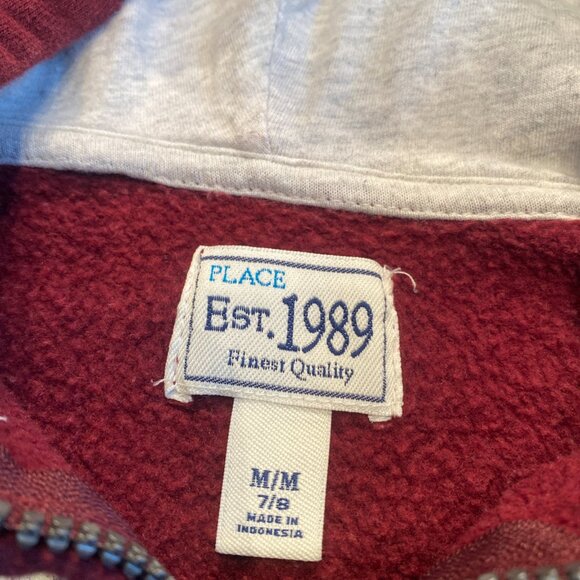 PLACE
EST. 1989
Finest Quality
M/M
7/8
MADE IN
INDONESIA